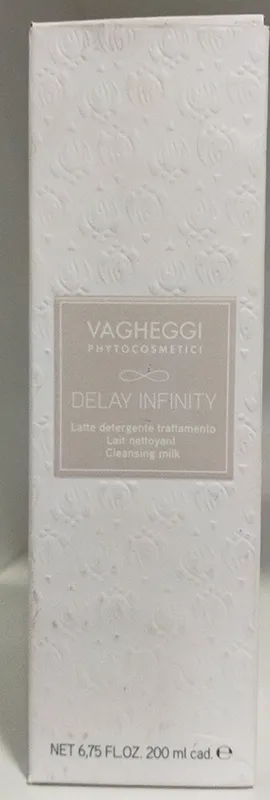 VAGHEGGI
PHYTOCOSMETICI
DELAY INFINITY
Latte detergente trattamento
Lait nettoyant
Cleansing milk
NET 6,75 FL.OZ. 200 ml cad. ℮